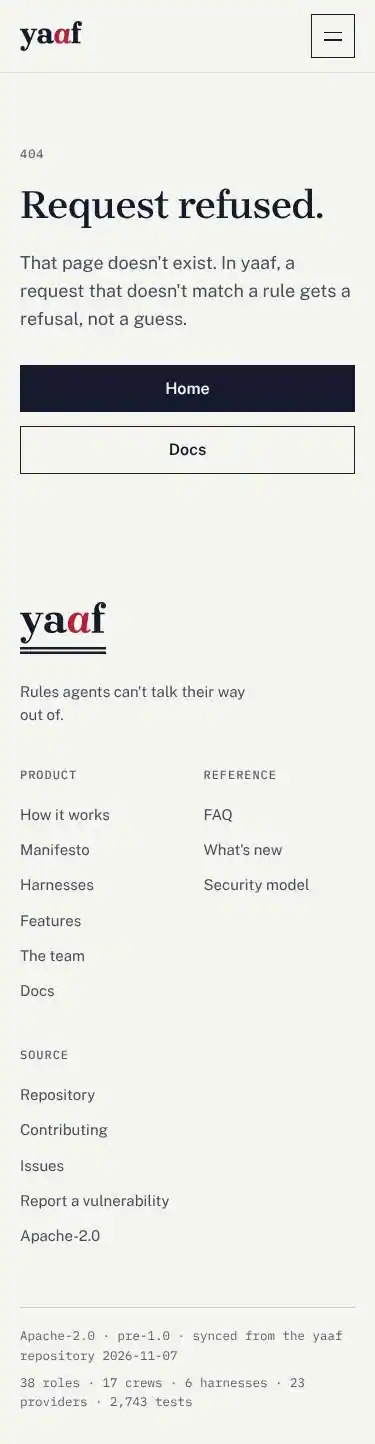 yaaf
404
Request refused.
That page doesn't exist. In yaaf, a
request that doesn't match a rule gets a
refusal, not a guess.
Home
Docs
yaaf
Rules agents can't talk their way
out of.
PRODUCT
How it works
Manifesto
Harnesses
Features
The team
Docs
REFERENCE
FAQ
What's new
Security model
SOURCE
Repository
Contributing
Issues
Report a vulnerability
Apache-2.0
Apache-2.0 · pre-1.0 · synced from the yaaf
repository 2026-11-07
38 roles · 17 crews · 6 harnesses · 23
providers · 2,743 tests